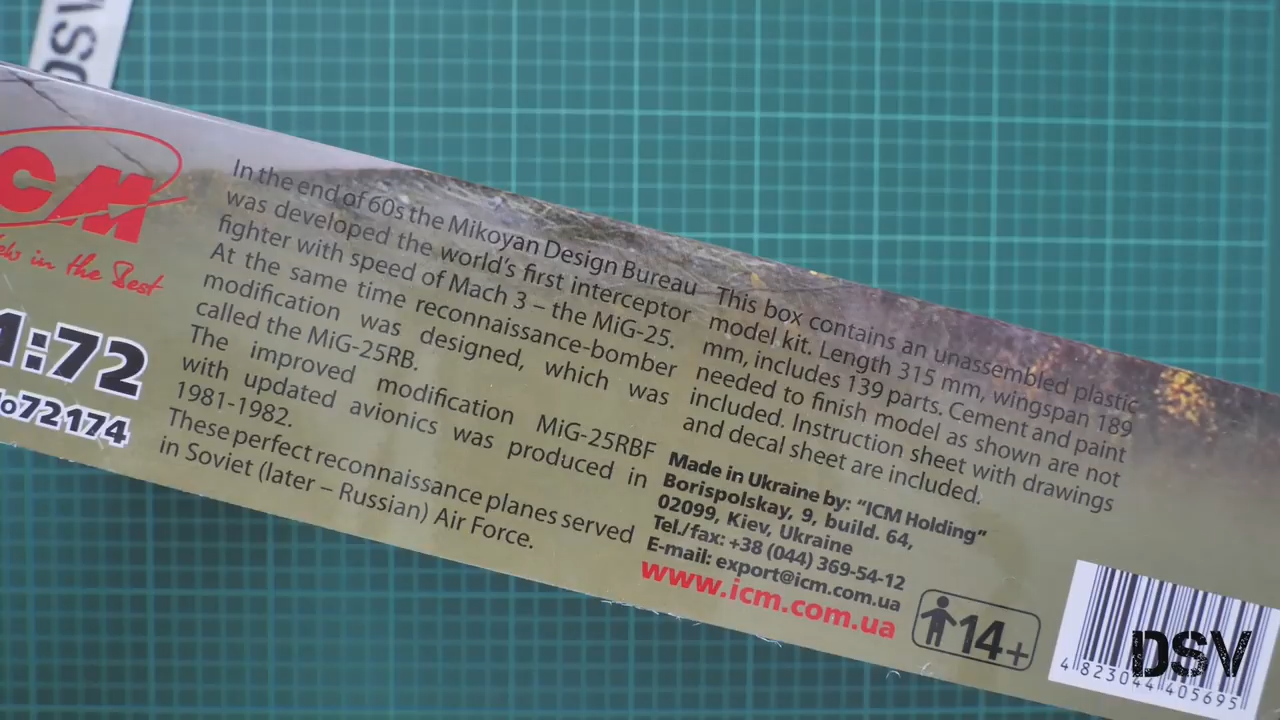 DSV
ICM
in the Best
1:72
No72174
In the end of 60s the Mikoyan Design Bureau
was developed the world's first interceptor
fighter with speed of Mach 3 – the MiG-25.
At the same time reconnaissance-bomber
modification was designed, which was
called the MiG-25RB.
The improved modification MiG-25RBF
with updated avionics was produced in
1981-1982.
These perfect reconnaissance planes served
in Soviet (later – Russian) Air Force.
This box contains an unassembled plastic
model kit. Length 315 mm, wingspan 189
mm, includes 139 parts. Cement and paint
needed to finish model as shown are not
included. Instruction sheet with drawings
and decal sheet are included.
Made in Ukraine by: “ICM Holding”
Borispolskay, 9, build. 64,
02099, Kiev, Ukraine
Tel./fax: +38 (044) 369-54-12
E-mail: export@icm.com.ua
www.icm.com.ua
14+
4 823044 405695
DSV